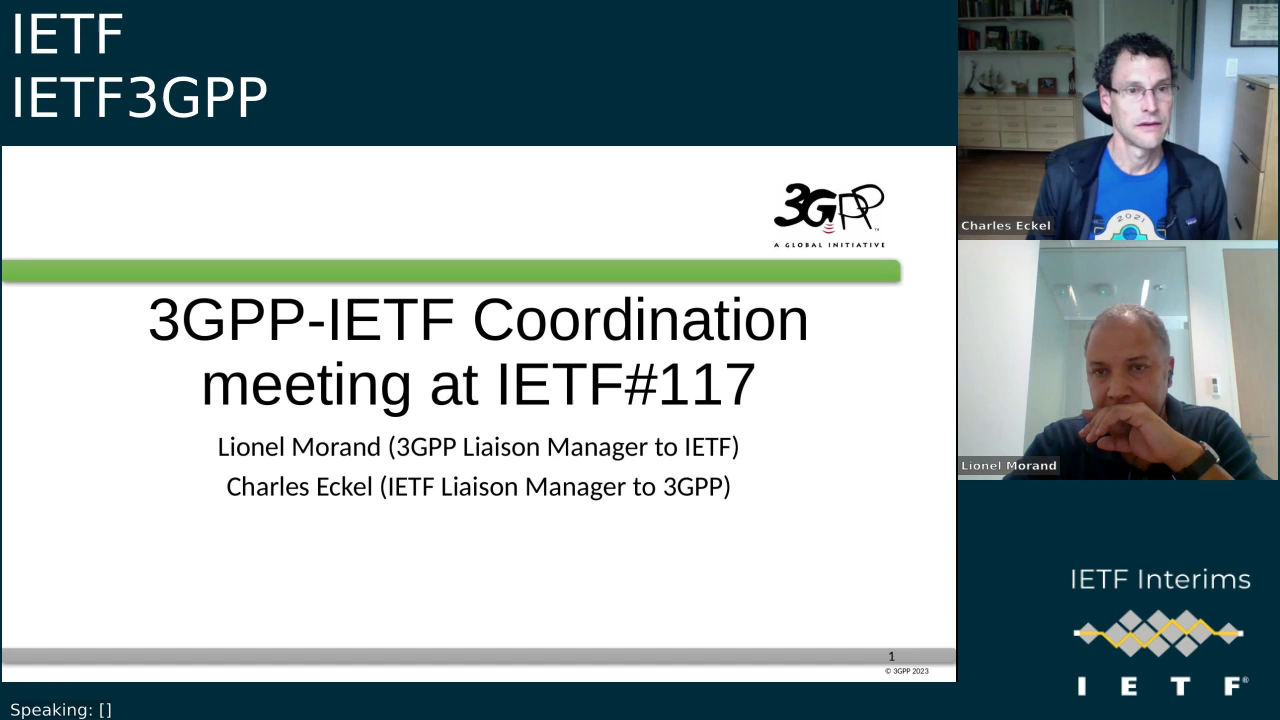 IETF
IETF3GPP
3GPP
A GLOBAL INITIATIVE
3GPP-IETF Coordination
meeting at IETF#117
Lionel Morand (3GPP Liaison Manager to IETF)
Charles Eckel (IETF Liaison Manager to 3GPP)
1
© 3GPP 2023
Speaking: []
2021
Charles Eckel
Lionel Morand
IETF Interims
I E T F®